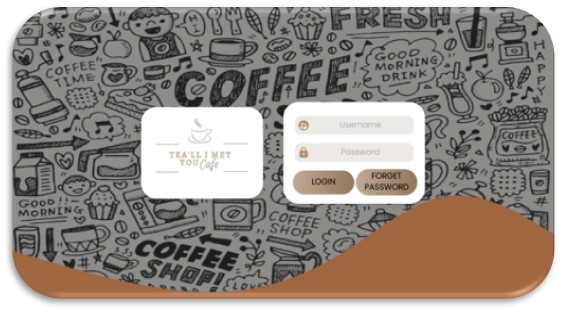 FRESH
COFFEE
TIME
COFFEE
GOOD
MORNING
DRINK
HAPPY
TEA'LL I MET
YOU Cafe
Username
Password
LOGIN
FORGET
PASSWORD
COFFEE
GOOD!!
MORNING
COFFEE
SHOP
COFFEE
SHOP!
LOVE